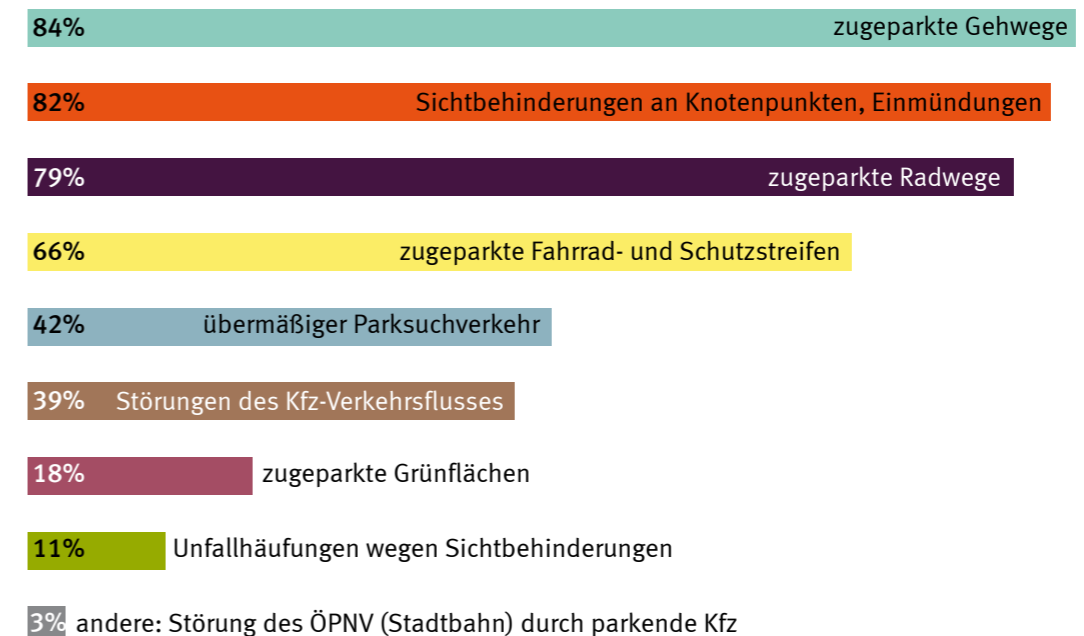 84% zugeparkte Gehwege
82% Sichtbehinderungen an Knotenpunkten, Einmündungen
79% zugeparkte Radwege
66% zugeparkte Fahrrad- und Schutzstreifen
42% übermäßiger Parksuchverkehr
39% Störungen des Kfz-Verkehrsflusses
18% zugeparkte Grünflächen
11% Unfallhäufungen wegen Sichtbehinderungen
3% andere: Störung des ÖPNV (Stadtbahn) durch parkende Kfz